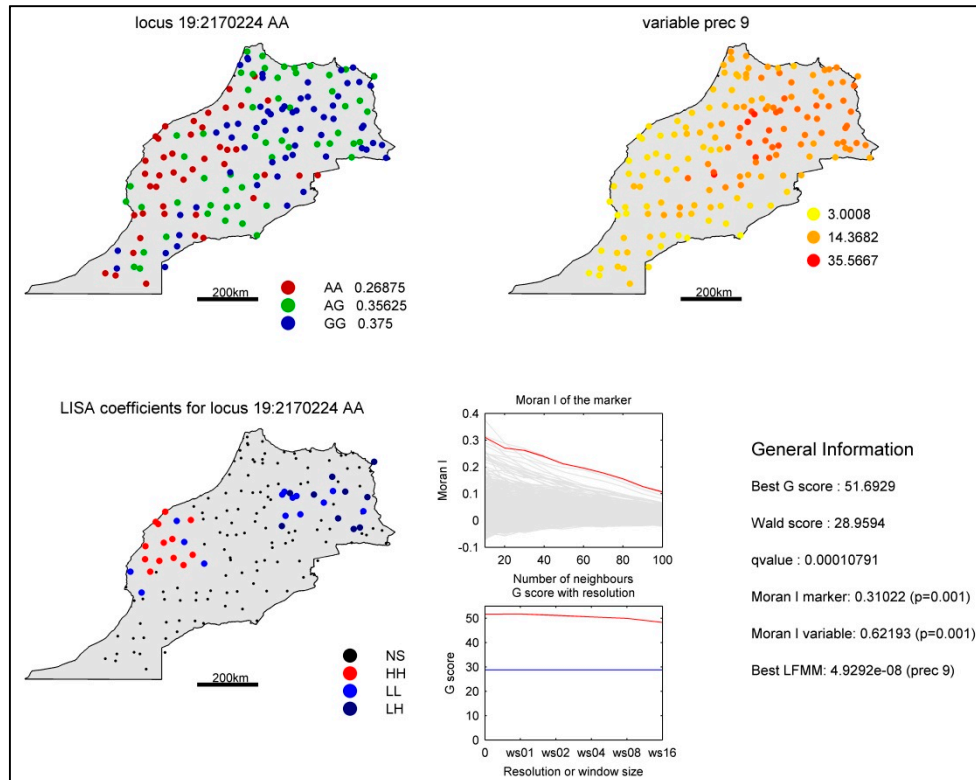 locus 19:2170224 AA
200km
AA 0.26875
AG 0.35625
GG 0.375
variable prec 9
3.0008
14.3682
35.5667
200km
LISA coefficients for locus 19:2170224 AA
200km
NS
HH
LL
LH
Moran I of the marker
Moran I
0.4
0.3
0.2
0.1
0
-0.1
20 40 60 80 100
Number of neighbours
G score with resolution
G score
50
40
30
20
10
0
0 ws01 ws02 ws04 ws08 ws16
Resolution or window size
General Information
Best G score : 51.6929
Wald score : 28.9594
qvalue : 0.00010791
Moran I marker: 0.31022 (p=0.001)
Moran I variable: 0.62193 (p=0.001)
Best LFMM: 4.9292e-08 (prec 9)